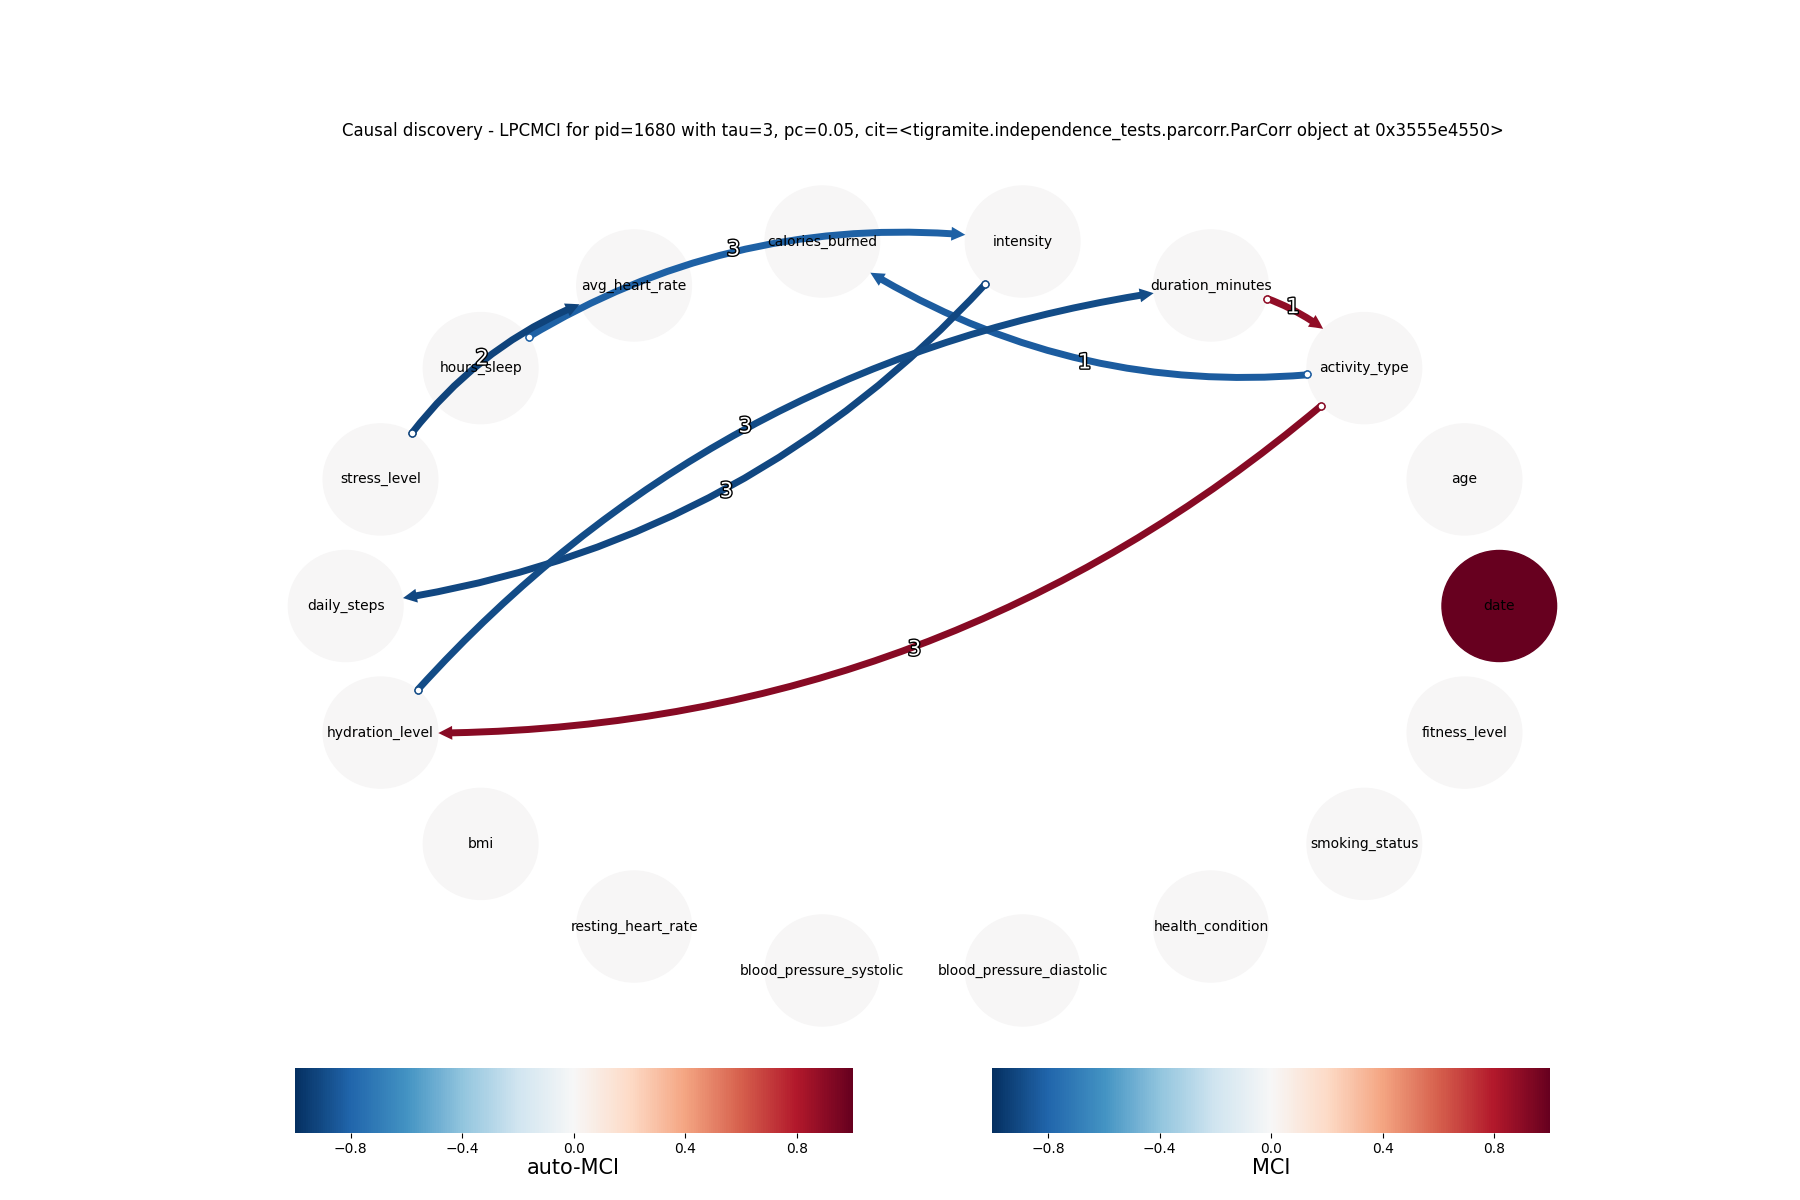 Causal discovery - LPCMCI for pid=1680 with tau=3, pc=0.05, cit=<tigramite.independence_tests.parcorr.ParCorr object at 0x3555e4550>
calories_burned
intensity
3
avg_heart_rate
duration_minutes
1
2
hours_sleep
1
activity_type
3
stress_level
3
age
daily_steps
date
3
hydration_level
fitness_level
bmi
smoking_status
resting_heart_rate
health_condition
blood_pressure_systolic
blood_pressure_diastolic
−0.8 −0.4 0.0 0.4 0.8
auto-MCI
−0.8 −0.4 0.0 0.4 0.8
MCI